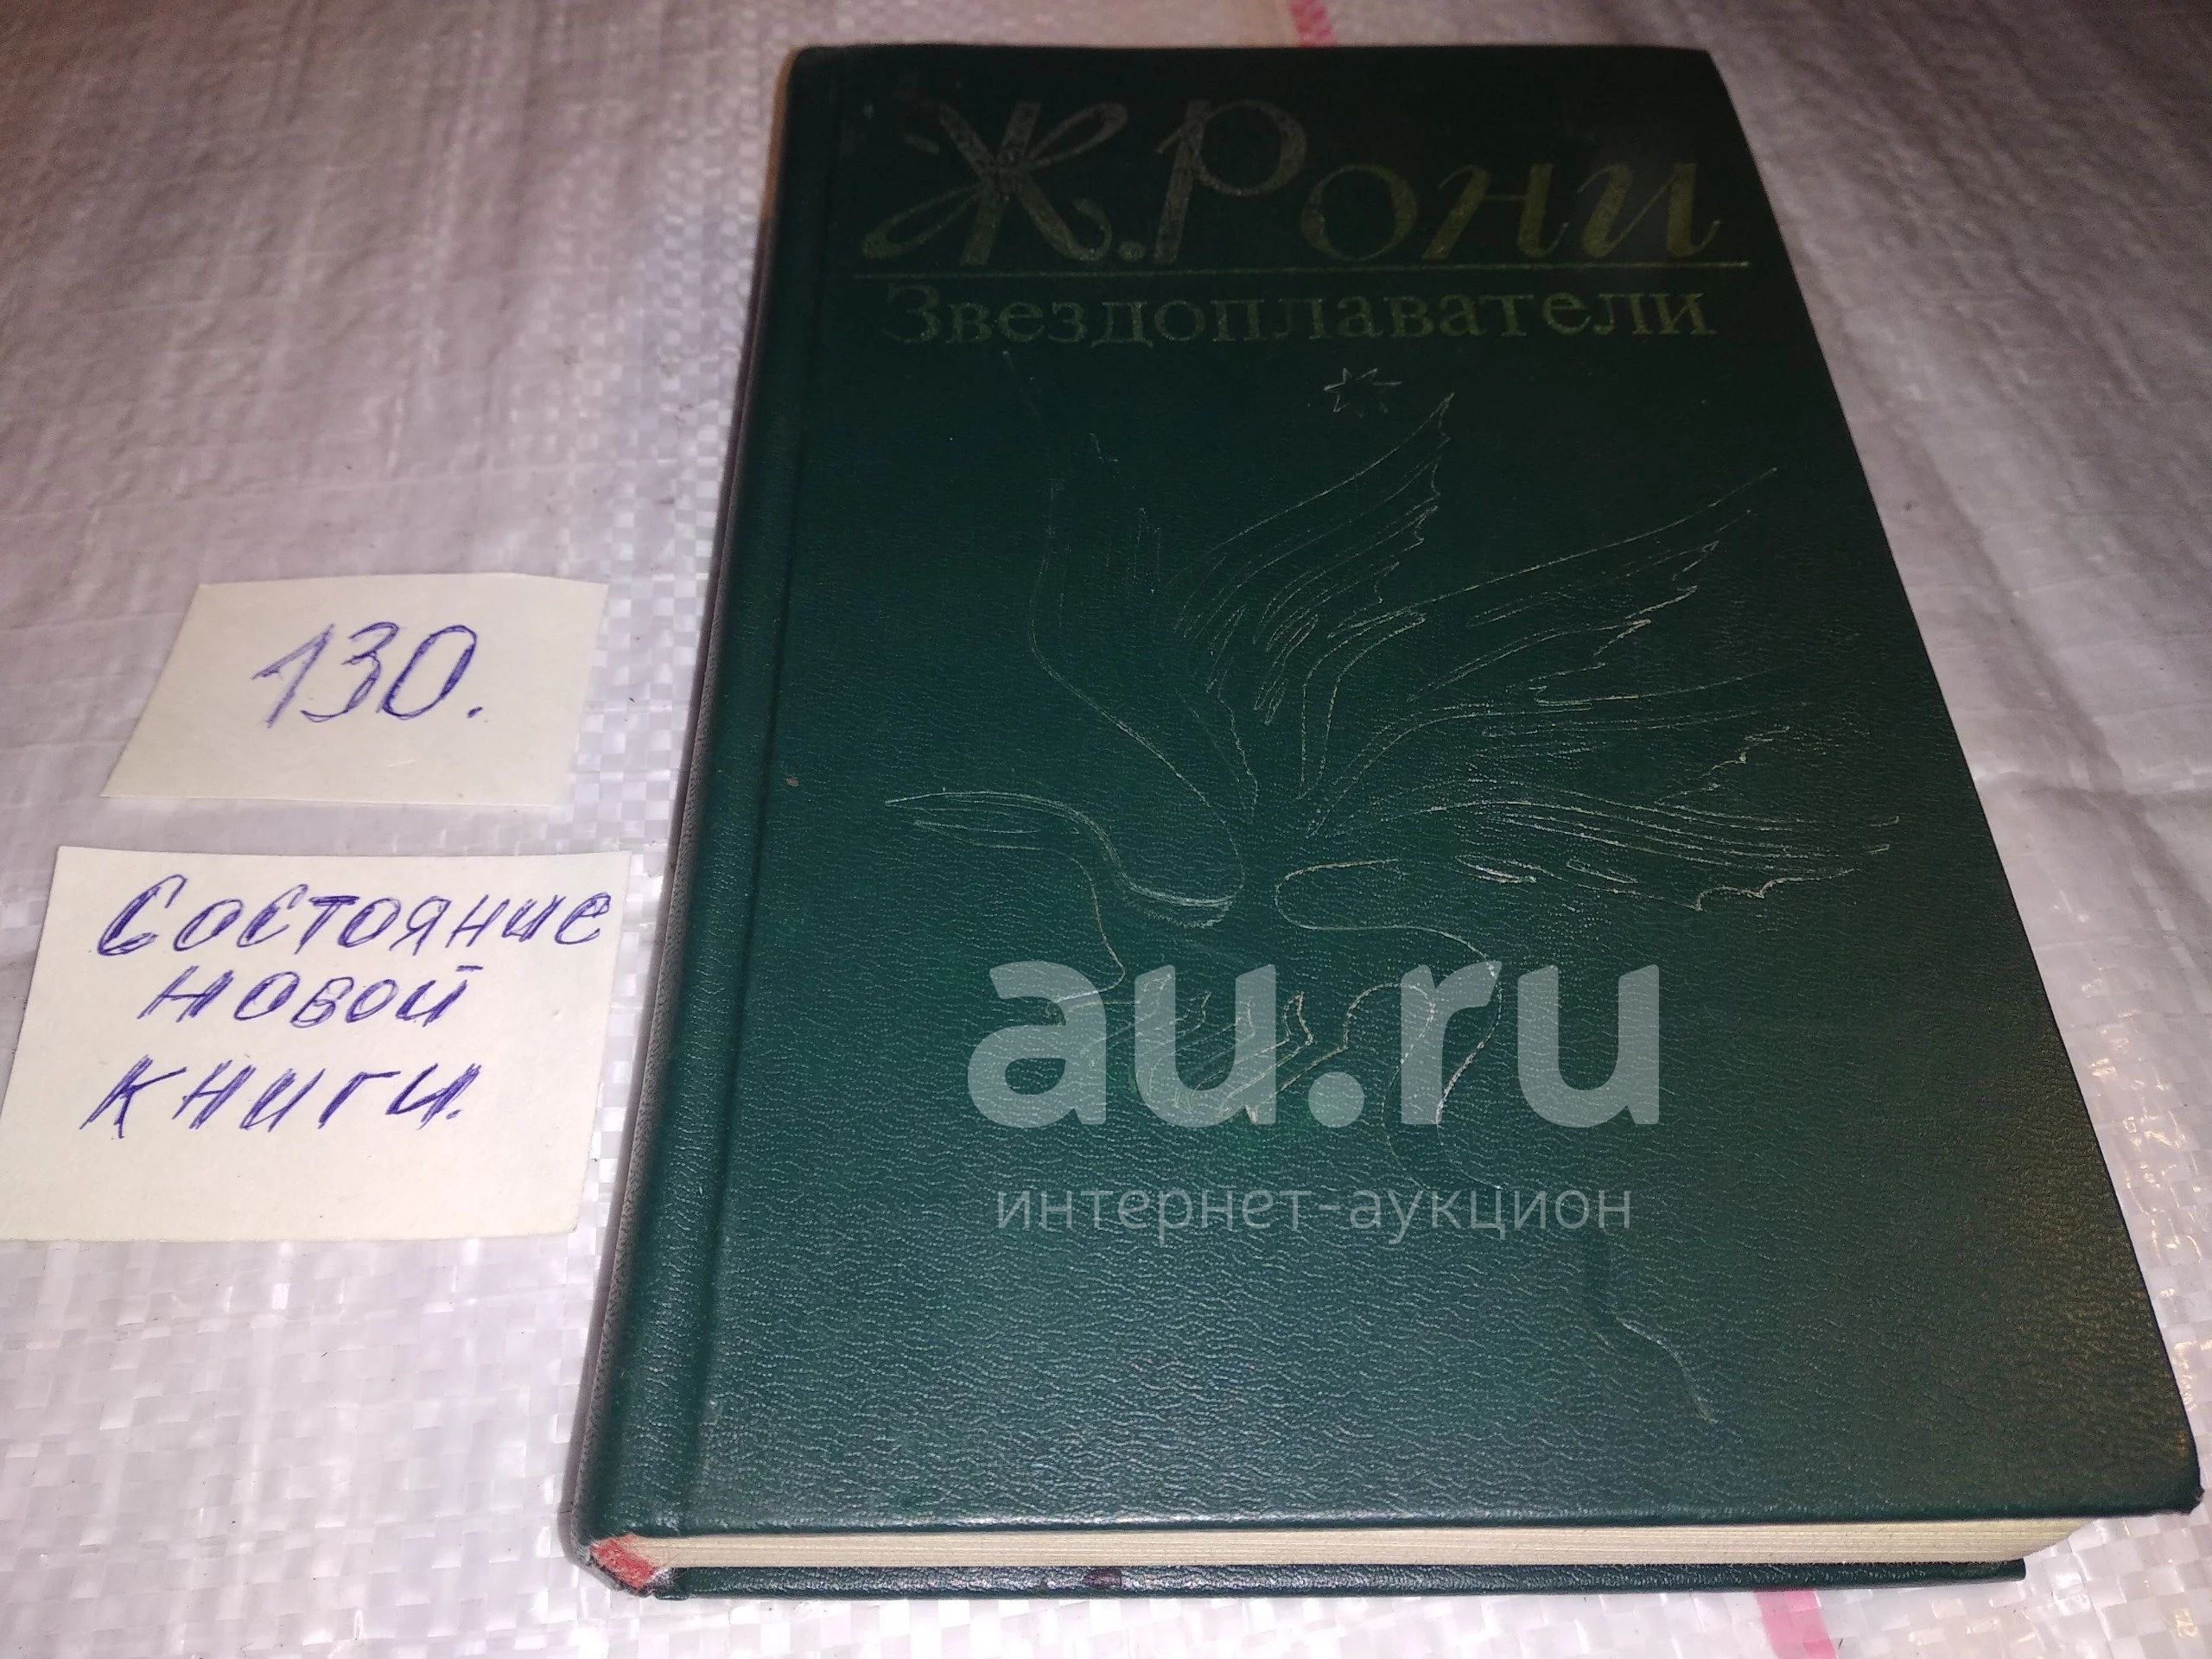 Ж. Рони
Звездоплаватели
130.
Состояние
новой
книги.
au.ru
интернет-аукцион